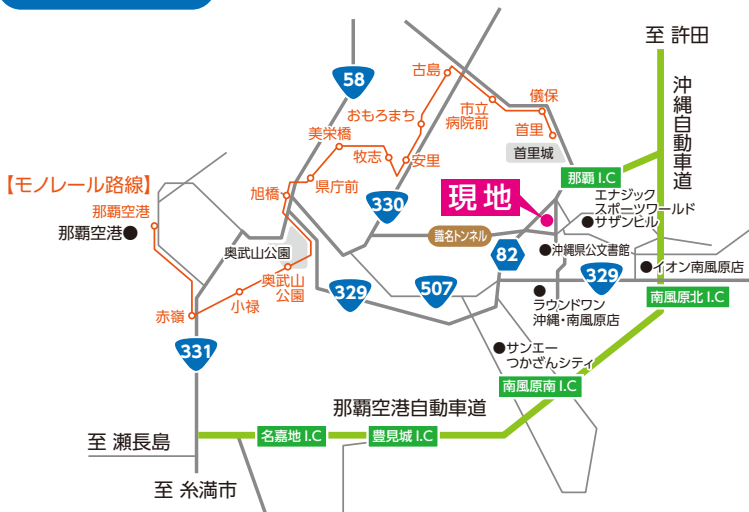 至 許田
沖縄自動車道
58
古島
市立
病院前
儀保
首里
首里城
おもろまち
美栄橋
牧志
安里
県庁前
旭橋
【モノレール路線】
那覇空港
那覇空港
330
現地
那覇 I.C
エナジック
スポーツワールド
サザンヒル
識名トンネル
82
沖縄県公文書館
奥武山公園
奥武山
公園
329
507
329
イオン南風原店
ラウンドワン
沖縄・南風原店
南風原北 I.C
小禄
赤嶺
331
サンエー
つかざんシティ
南風原南 I.C
那覇空港自動車道
名嘉地 I.C
豊見城 I.C
至 瀬長島
至 糸満市